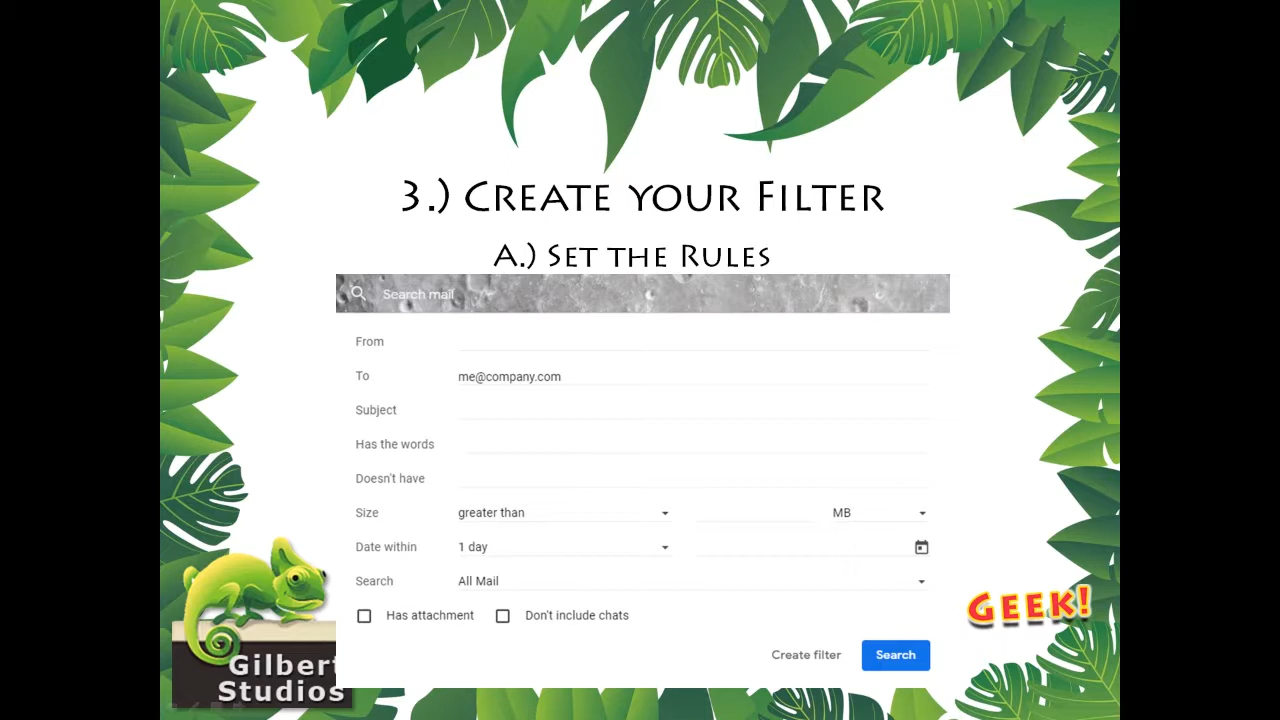 3.) Create your Filter
A.) Set the Rules
Search mail
From
To me@company.com
Subject
Has the words
Doesn't have
Size greater than MB
Date within 1 day
Search All Mail
Has attachment Don't include chats
Create filter Search
Geek!
Gilbert
Studios